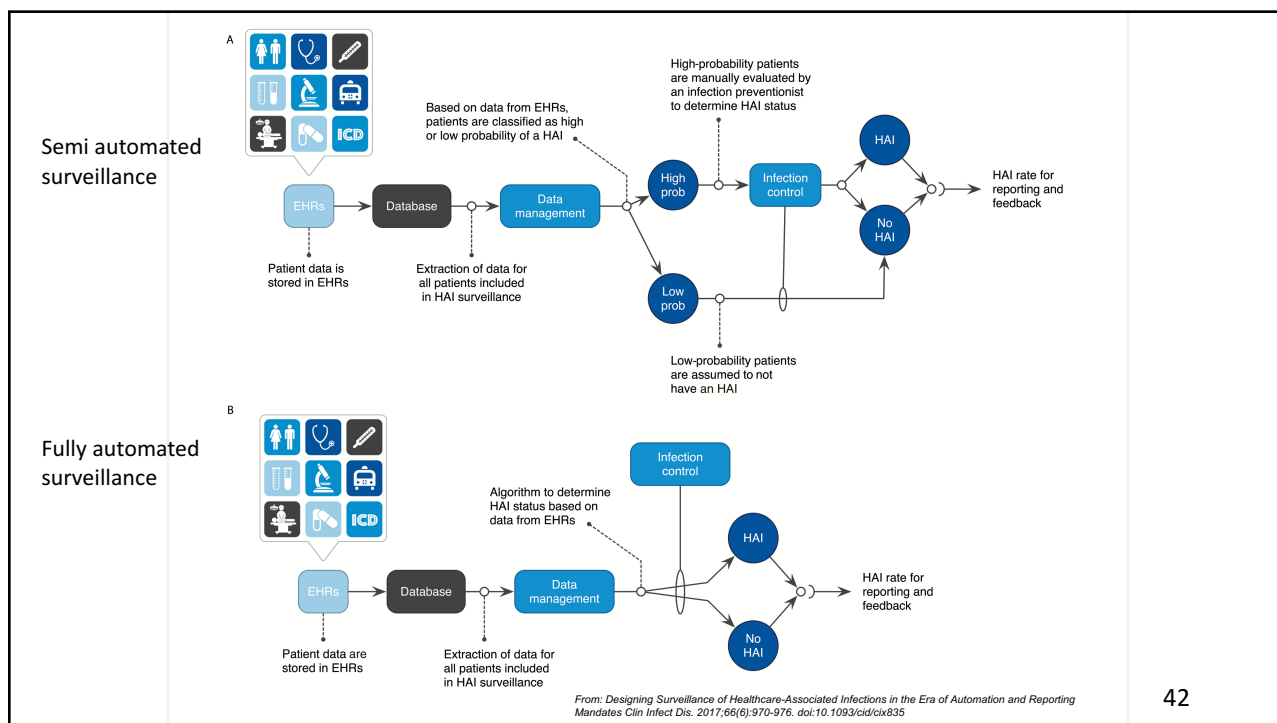 A
ICD
High-probability patients
are manually evaluated by
an infection preventionist
to determine HAI status
Based on data from EHRs,
patients are classified as high
or low probability of a HAI
Semi automated
surveillance
HAI
High
prob
Infection
control
HAI rate for
reporting and
feedback
EHRs
Database
Data
management
No
HAI
Patient data is
stored in EHRs
Extraction of data for
all patients included
in HAI surveillance
Low
prob
Low-probability patients
are assumed to not
have an HAI
B
ICD
Fully automated
surveillance
Infection
control
Algorithm to determine
HAI status based on
data from EHRs
HAI
EHRs
Database
Data
management
HAI rate for
reporting and
feedback
No
HAI
Patient data are
stored in EHRs
Extraction of data for
all patients included
in HAI surveillance
From: Designing Surveillance of Healthcare-Associated Infections in the Era of Automation and Reporting
Mandates Clin Infect Dis. 2017;66(6):970-976. doi:10.1093/cid/cix835
42